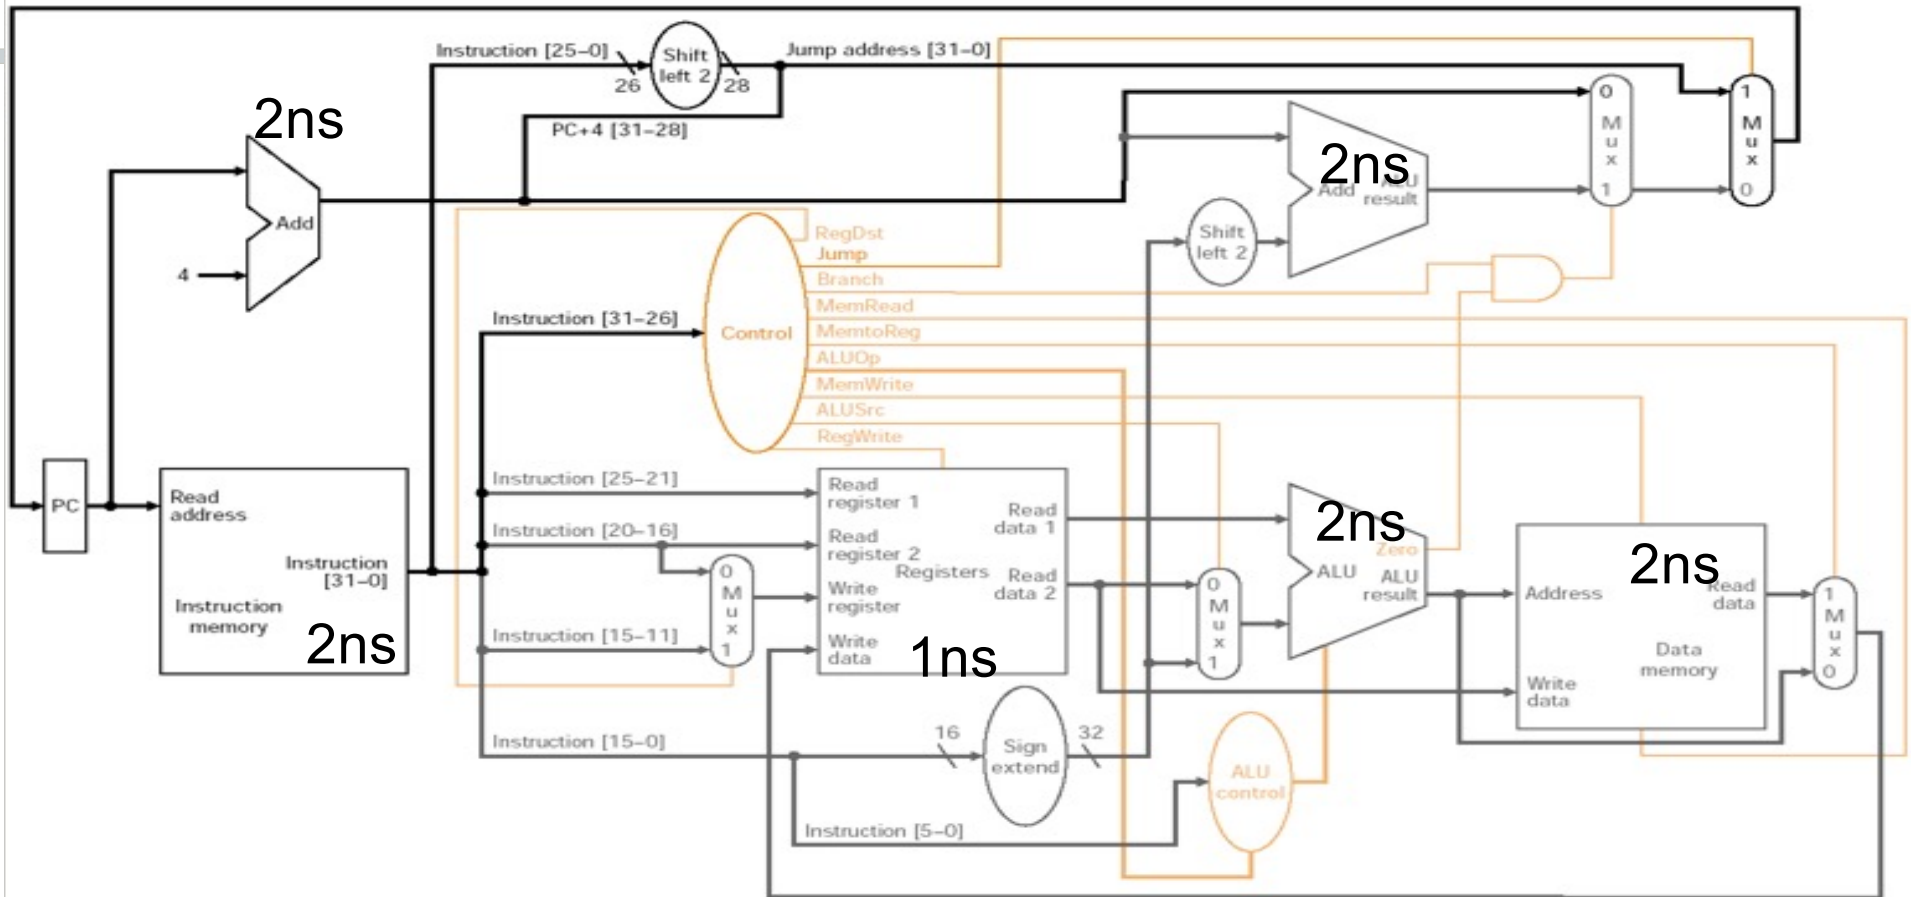 Instruction [25–0]
26
Shift
left 2
28
Jump address [31–0]
PC+4 [31–28]
2ns
Add
4
0
M
u
x
1
1
M
u
x
0
2ns
Add
ALU
result
Shift
left 2
RegDst
Jump
Branch
MemRead
MemtoReg
ALUOp
MemWrite
ALUSrc
RegWrite
Control
Instruction [31–26]
PC
Read
address
Instruction
[31–0]
Instruction
memory
2ns
Instruction [25–21]
Instruction [20–16]
Instruction [15–11]
0
M
u
x
1
Read
register 1
Read
register 2
Write
register
Write
data
Registers
Read
data 1
Read
data 2
1ns
0
M
u
x
1
2ns
Zero
ALU
ALU
result
Address
Write
data
2ns
Read
data
Data
memory
1
M
u
x
0
Instruction [15–0]
16
Sign
extend
32
ALU
control
Instruction [5–0]